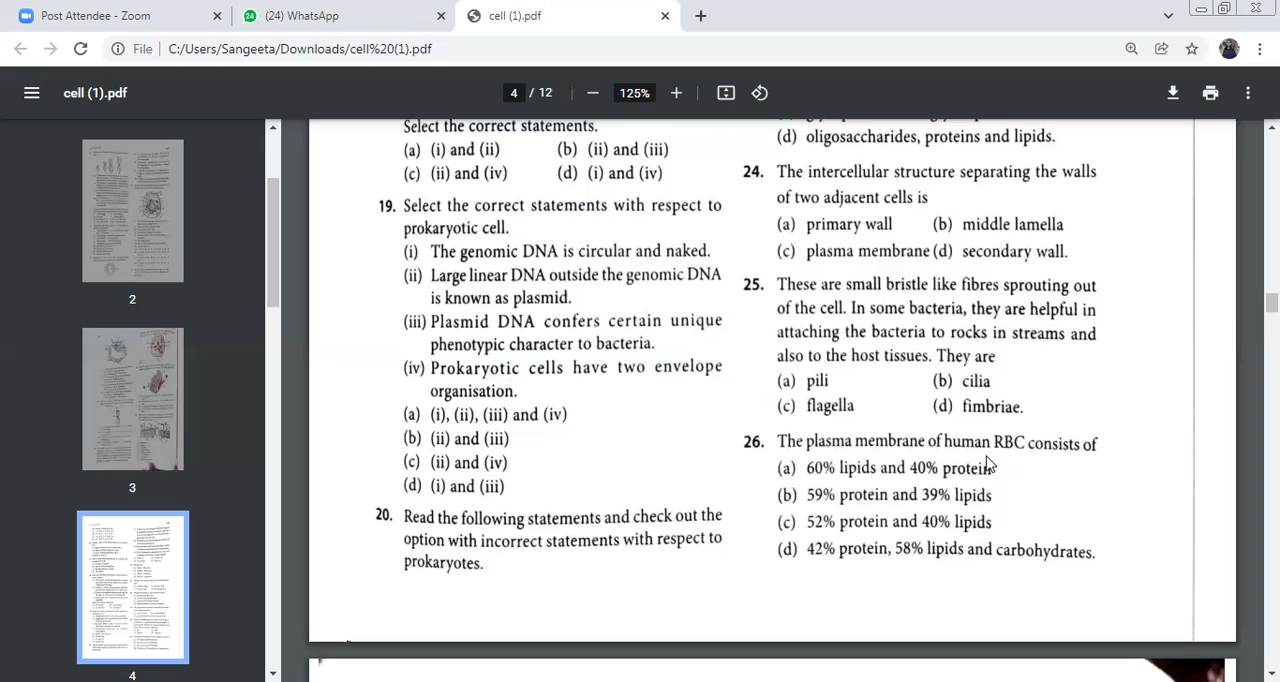 Post Attendee - Zoom
(24) WhatsApp
cell (1).pdf
File
C:/Users/Sangeeta/Downloads/cell%20(1).pdf
cell (1).pdf
4 / 12
125%
2
3
4
Select the correct statements.
(a) (i) and (ii) (b) (ii) and (iii)
(c) (ii) and (iv) (d) (i) and (iv)
19. Select the correct statements with respect to
prokaryotic cell.
(i) The genomic DNA is circular and naked.
(ii) Large linear DNA outside the genomic DNA
is known as plasmid.
(iii) Plasmid DNA confers certain unique
phenotypic character to bacteria.
(iv) Prokaryotic cells have two envelope
organisation.
(a) (i), (ii), (iii) and (iv)
(b) (ii) and (iii)
(c) (ii) and (iv)
(d) (i) and (iii)
20. Read the following statements and check out the
option with incorrect statements with respect to
prokaryotes.
(d) oligosaccharides, proteins and lipids.
24. The intercellular structure separating the walls
of two adjacent cells is
(a) primary wall (b) middle lamella
(c) plasma membrane (d) secondary wall.
25. These are small bristle like fibres sprouting out
of the cell. In some bacteria, they are helpful in
attaching the bacteria to rocks in streams and
also to the host tissues. They are
(a) pili (b) cilia
(c) flagella (d) fimbriae.
26. The plasma membrane of human RBC consists of
(a) 60% lipids and 40% protein
(b) 59% protein and 39% lipids
(c) 52% protein and 40% lipids
(d) 42% protein, 58% lipids and carbohydrates.